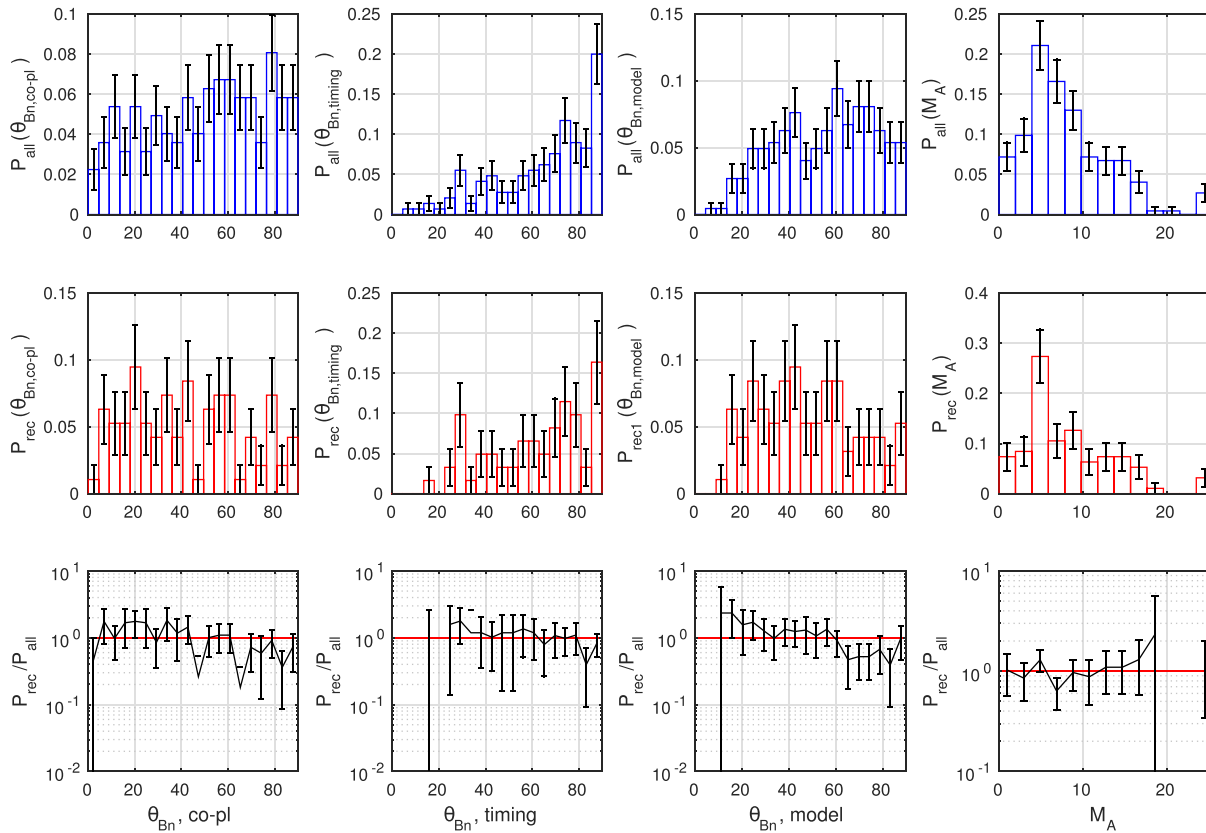 P_all(θ_Bn,co-pl)
0.1
0.08
0.06
0.04
0.02
0
0 20 40 60 80
P_all(θ_Bn,timing)
0.25
0.2
0.15
0.1
0.05
0
0 20 40 60 80
P_all(θ_Bn,model)
0.15
0.1
0.05
0
0 20 40 60 80
P_all(M_A)
0.25
0.2
0.15
0.1
0.05
0
0 10 20
P_rec(θ_Bn,co-pl)
0.15
0.1
0.05
0
0 20 40 60 80
P_rec(θ_Bn,timing)
0.25
0.2
0.15
0.1
0.05
0
0 20 40 60 80
P_rec1(θ_Bn,model)
0.15
0.1
0.05
0
0 20 40 60 80
P_rec(M_A)
0.4
0.3
0.2
0.1
0
0 10 20
P_rec/P_all
10^1
10^0
10^-1
10^-2
0 20 40 60 80
θ_Bn, co-pl
P_rec/P_all
10^1
10^0
10^-1
10^-2
0 20 40 60 80
θ_Bn, timing
P_rec/P_all
10^1
10^0
10^-1
10^-2
0 20 40 60 80
θ_Bn, model
P_rec/P_all
10^1
10^0
10^-1
0 10 20
M_A